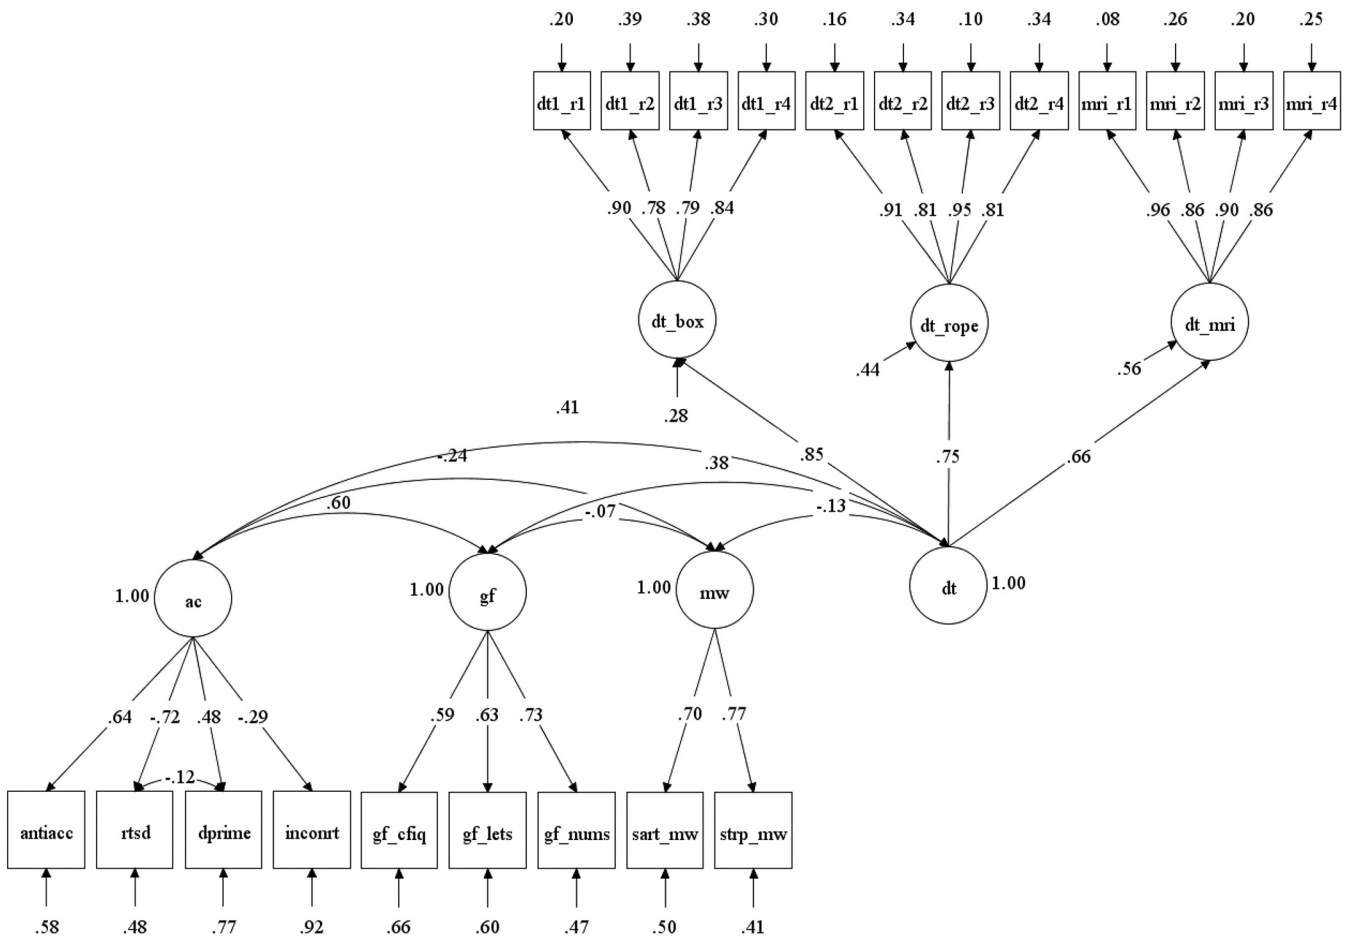 .20 .39 .38 .30 .16 .34 .10 .34 .08 .26 .20 .25
dt1_r1 dt1_r2 dt1_r3 dt1_r4 dt2_r1 dt2_r2 dt2_r3 dt2_r4 mri_r1 mri_r2 mri_r3 mri_r4
.90 .78 .79 .84 .91 .81 .95 .81 .96 .86 .90 .86
dt_box dt_rope dt_mri
.44 .56
.41 .28
-.24 .38 .85 .75 .66
.60 -.07 -.13
1.00 ac 1.00 gf 1.00 mw dt 1.00
.64 -.72 .48 -.29 .59 .63 .73 .70 .77
-.12
antiacc rtsd dprime inconrt gf_cfiq gf_lets gf_nums sart_mw strp_mw
.58 .48 .77 .92 .66 .60 .47 .50 .41